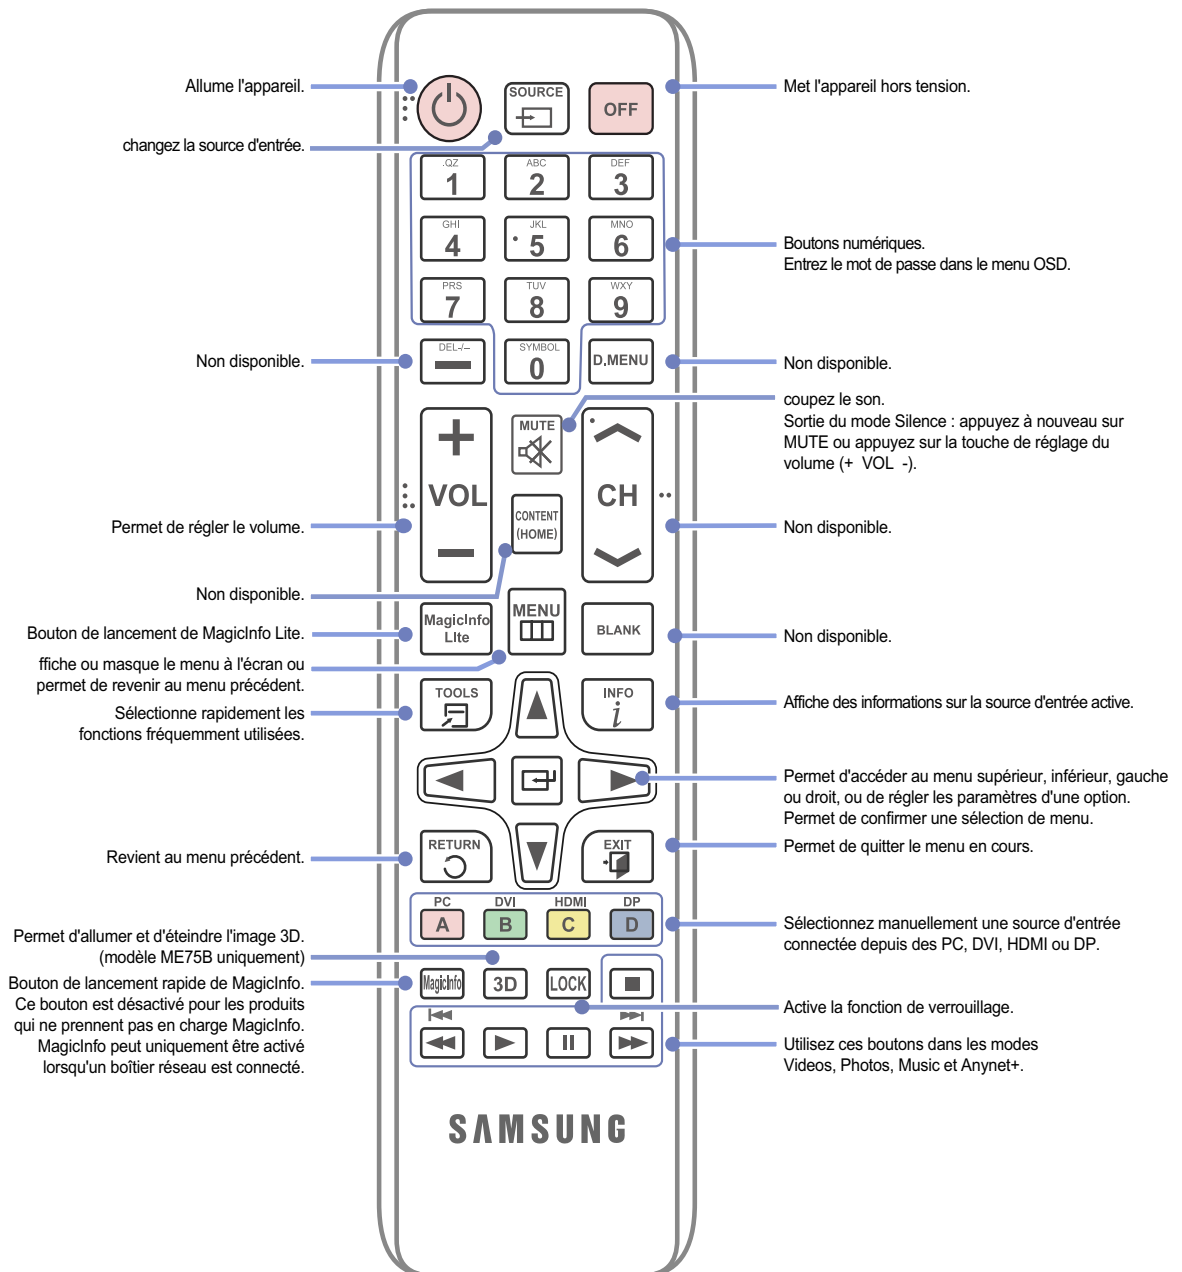 Allume l'appareil.
changez la source d'entrée.
Non disponible.
Permet de régler le volume.
Non disponible.
Bouton de lancement de MagicInfo Lite.
ffiche ou masque le menu à l'écran ou
permet de revenir au menu précédent.
Sélectionne rapidement les
fonctions fréquemment utilisées.
Revient au menu précédent.
Permet d'allumer et d'éteindre l'image 3D.
(modèle ME75B uniquement)
Bouton de lancement rapide de MagicInfo.
Ce bouton est désactivé pour les produits
qui ne prennent pas en charge MagicInfo.
MagicInfo peut uniquement être activé
lorsqu'un boîtier réseau est connecté.
SOURCE
OFF
.QZ ABC DEF
1 2 3
GHI JKL MNO
4 5 6
PRS TUV WXY
7 8 9
DEL-/-- SYMBOL
0 D.MENU
MUTE
VOL CH
CONTENT
(HOME)
MagicInfo
Lite
MENU
BLANK
TOOLS INFO
i
RETURN EXIT
PC DVI HDMI DP
A B C D
MagicInfo 3D LOCK
SAMSUNG
Met l'appareil hors tension.
Boutons numériques.
Entrez le mot de passe dans le menu OSD.
Non disponible.
coupez le son.
Sortie du mode Silence : appuyez à nouveau sur
MUTE ou appuyez sur la touche de réglage du
volume (+ VOL -).
Non disponible.
Non disponible.
Affiche des informations sur la source d'entrée active.
Permet d'accéder au menu supérieur, inférieur, gauche
ou droit, ou de régler les paramètres d'une option.
Permet de confirmer une sélection de menu.
Permet de quitter le menu en cours.
Sélectionnez manuellement une source d'entrée
connectée depuis des PC, DVI, HDMI ou DP.
Active la fonction de verrouillage.
Utilisez ces boutons dans les modes
Videos, Photos, Music et Anynet+.